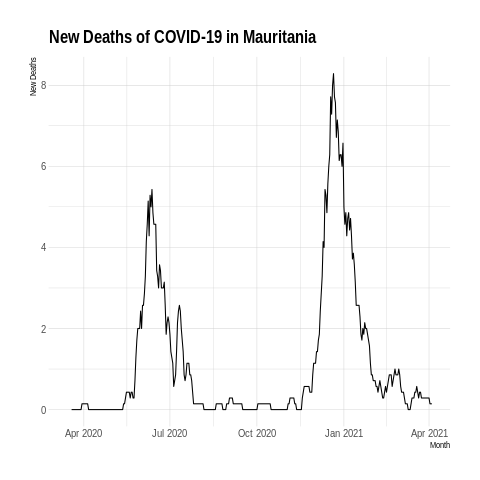 New Deaths of COVID-19 in Mauritania
New Deaths
8
6
4
2
0
Apr 2020 Jul 2020 Oct 2020 Jan 2021 Apr 2021
Month